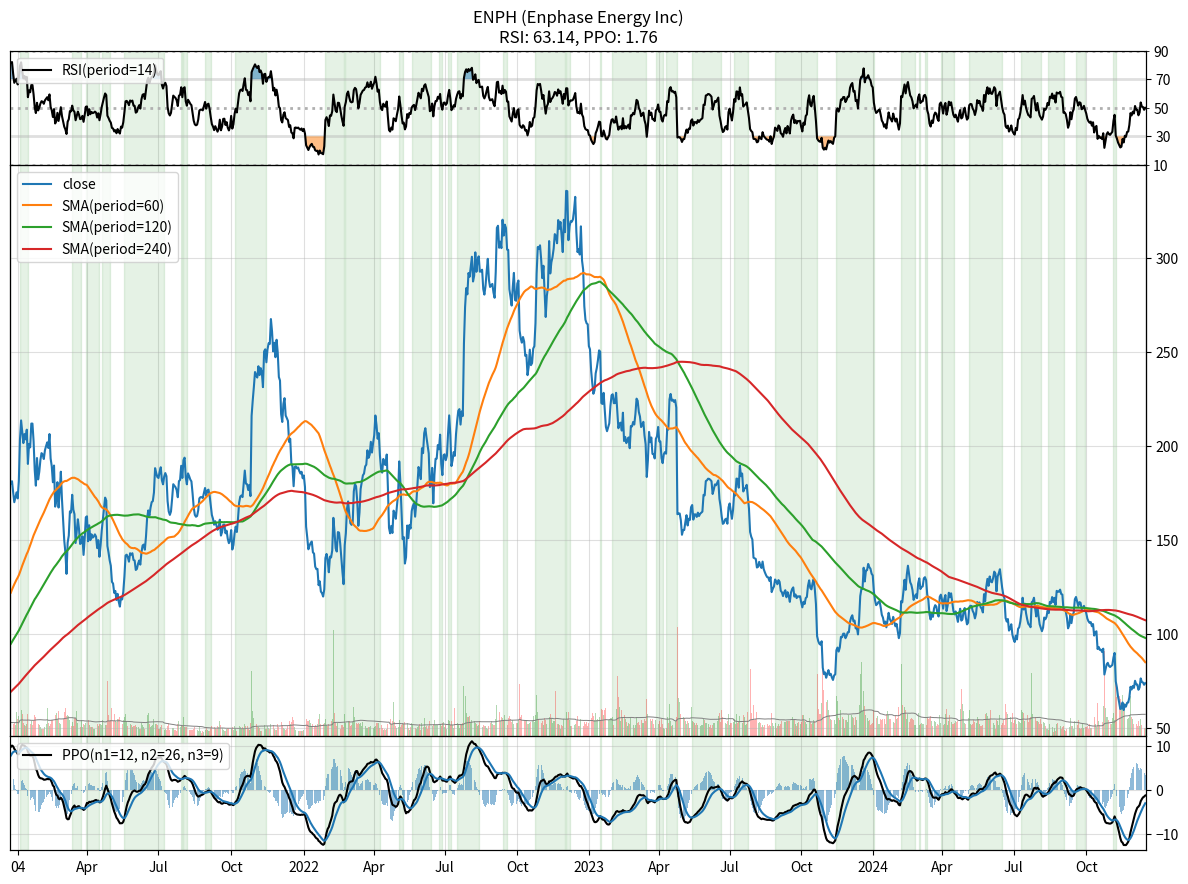 ENPH (Enphase Energy Inc)
RSI: 63.14, PPO: 1.76
RSI(period=14)
90
70
50
30
10
close
SMA(period=60)
SMA(period=120)
SMA(period=240)
300
250
200
150
100
50
PPO(n1=12, n2=26, n3=9)
10
0
−10
04 Apr Jul Oct 2022 Apr Jul Oct 2023 Apr Jul Oct 2024 Apr Jul Oct